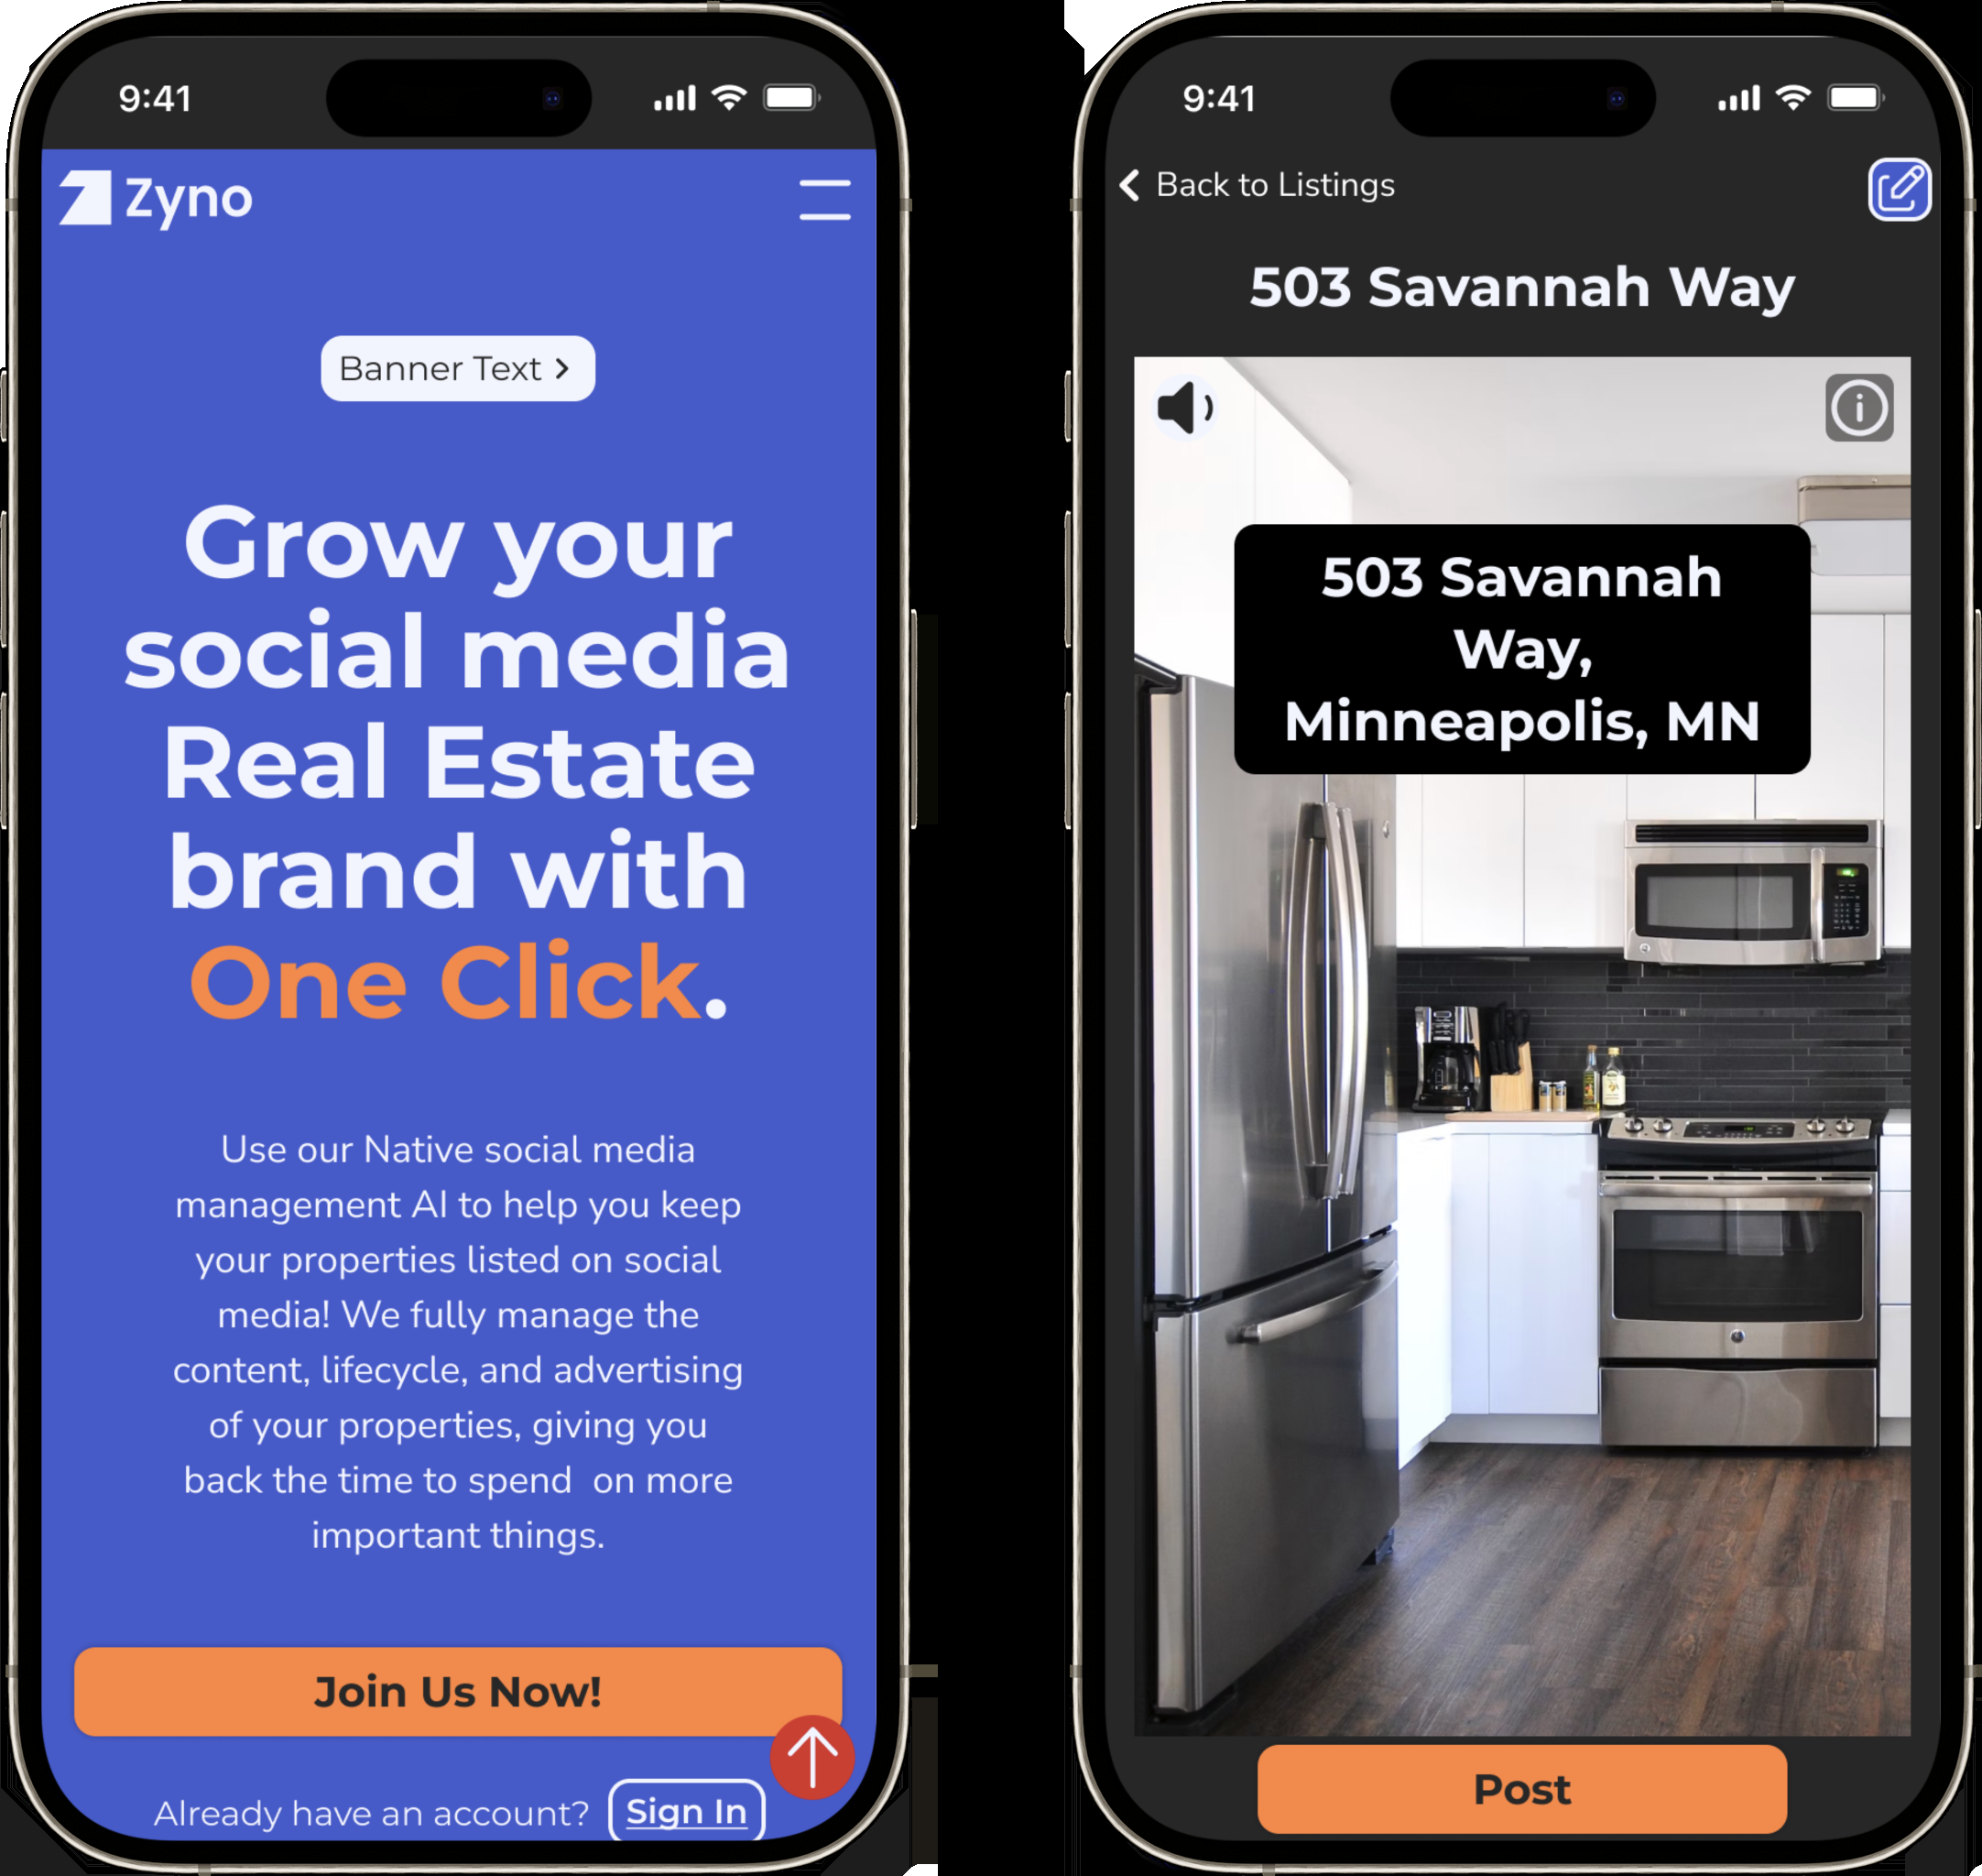 9:41
Zyno
Banner Text
Grow your
social media
Real Estate
brand with
One Click.
Use our Native social media
management AI to help you keep
your properties listed on social
media! We fully manage the
content, lifecycle, and advertising
of your properties, giving you
back the time to spend  on more
important things.
Join Us Now!
Already have an account? Sign In
9:41
Back to Listings
503 Savannah Way
503 Savannah
Way,
Minneapolis, MN
Post